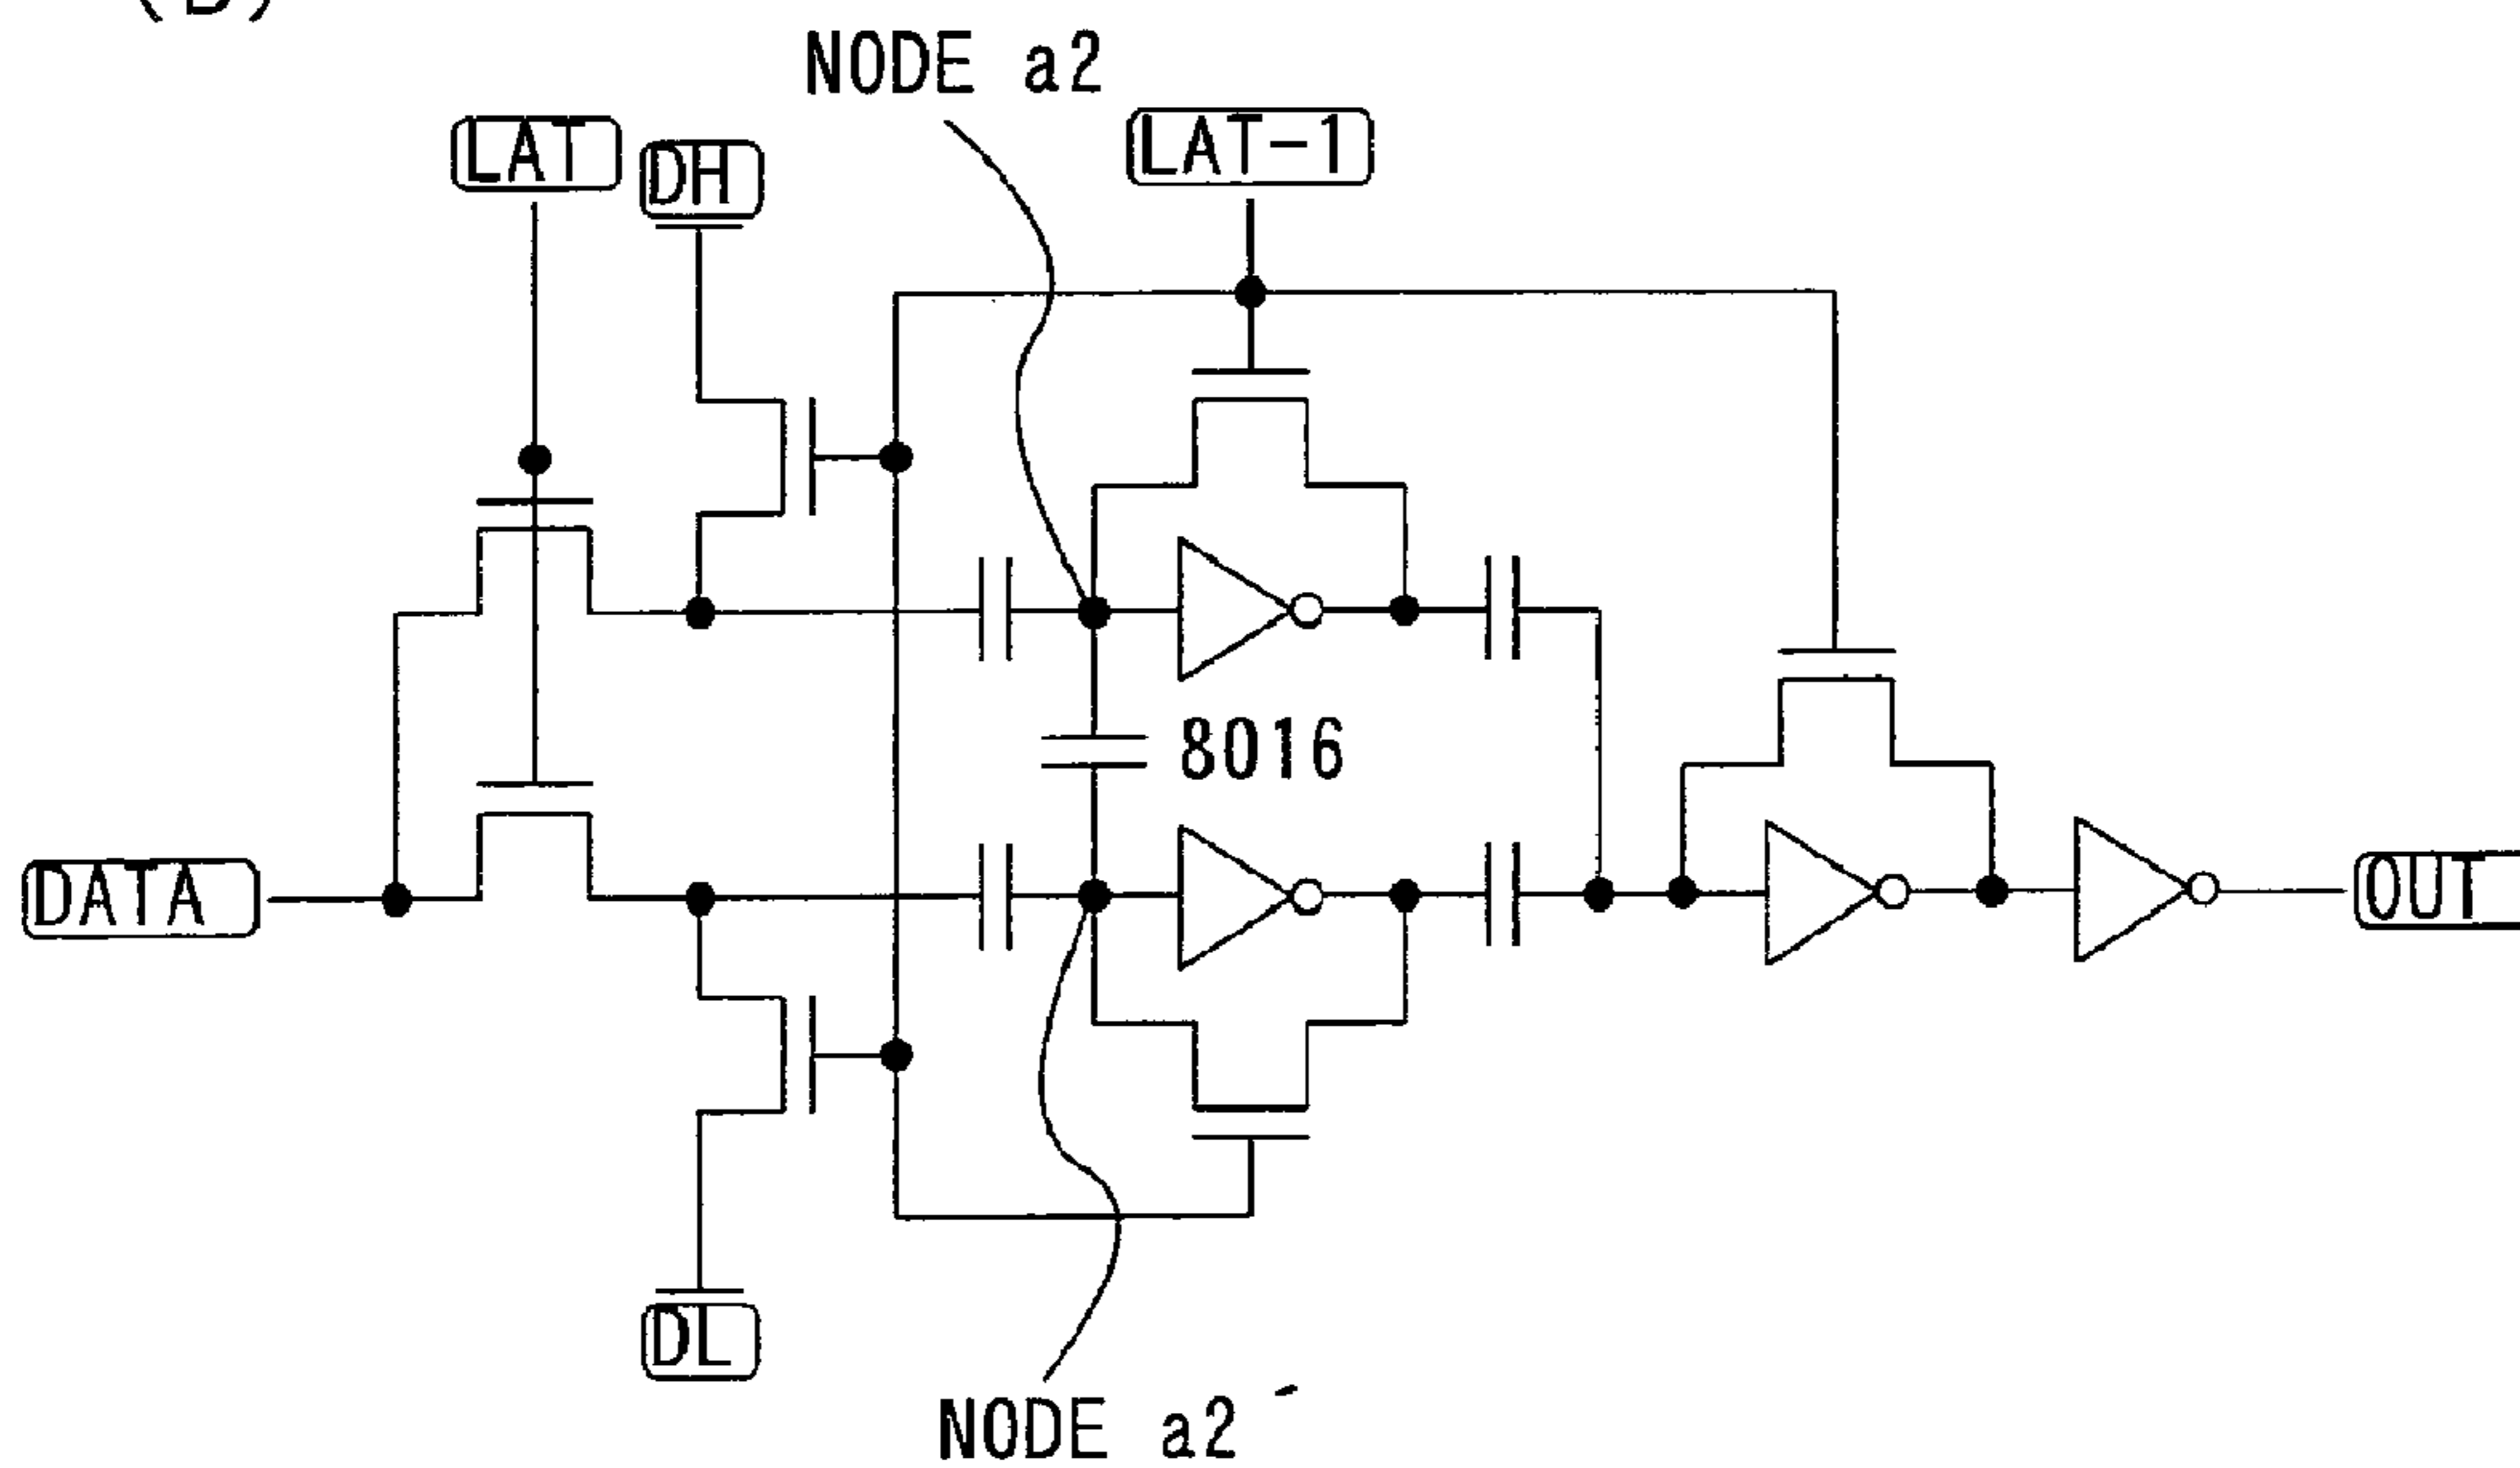 NODE a2
LAT
DH
LAT-1
8016
DATA
OUT
DL
NODE a2´